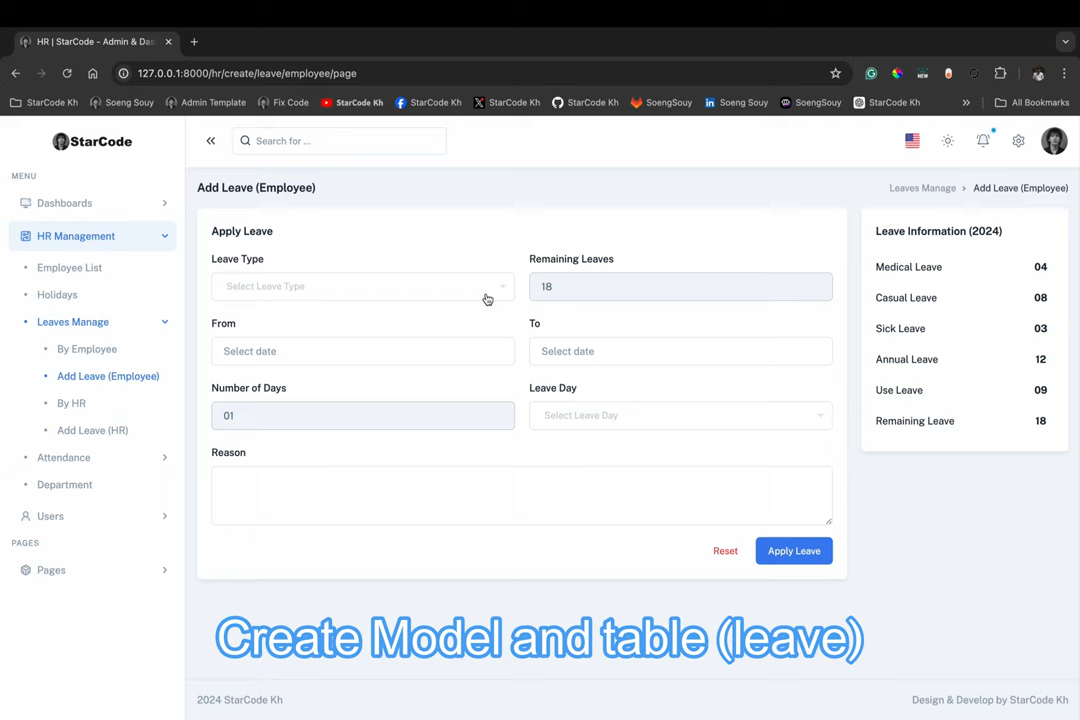 HR | StarCode - Admin & Das
127.0.0.1:8000/hr/create/leave/employee/page
NEW
StarCode Kh
Soeng Souy
Admin Template
Fix Code
StarCode Kh
StarCode Kh
StarCode Kh
StarCode Kh
SoengSouy
Soeng Souy
SoengSouy
StarCode Kh
All Bookmarks
StarCode
Search for ...
MENU
Dashboards
HR Management
Employee List
Holidays
Leaves Manage
By Employee
Add Leave (Employee)
By HR
Add Leave (HR)
Attendance
Department
Users
PAGES
Pages
Add Leave (Employee)
Leaves Manage
Add Leave (Employee)
Apply Leave
Leave Type
Remaining Leaves
Select Leave Type
18
From
To
Select date
Select date
Number of Days
Leave Day
01
Select Leave Day
Reason
Reset
Apply Leave
Leave Information (2024)
Medical Leave 04
Casual Leave 08
Sick Leave 03
Annual Leave 12
Use Leave 09
Remaining Leave 18
Create Model and table (leave)
2024 StarCode Kh
Design & Develop by StarCode Kh